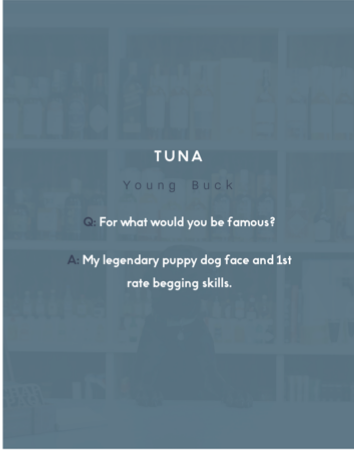 TUNA
Young Buck
Q: For what would you be famous?
A: My legendary puppy dog face and 1st
rate begging skills.